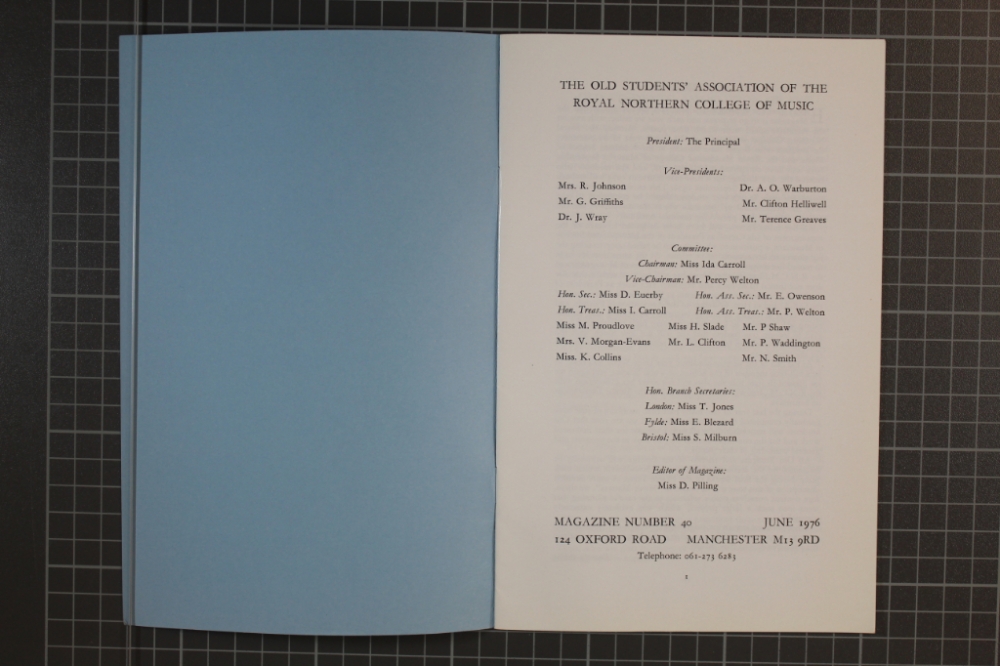 THE OLD STUDENTS' ASSOCIATION OF THE
ROYAL NORTHERN COLLEGE OF MUSIC
President: The Principal
Vice-Presidents:
Mrs. R. Johnson Dr. A. O. Warburton
Mr. G. Griffiths Mr. Clifton Helliwell
Dr. J. Wray Mr. Terence Greaves
Committee:
Chairman: Miss Ida Carroll
Vice-Chairman: Mr. Percy Welton
Hon. Sec.: Miss D. Euerby Hon. Ass. Sec.: Mr. E. Owenson
Hon. Treas.: Miss I. Carroll Hon. Ass. Treas.: Mr. P. Welton
Miss M. Proudlove Miss H. Slade Mr. P Shaw
Mrs. V. Morgan-Evans Mr. L. Clifton Mr. P. Waddington
Miss. K. Collins Mr. N. Smith
Hon. Branch Secretaries:
London: Miss T. Jones
Fylde: Miss E. Blezard
Bristol: Miss S. Milburn
Editor of Magazine:
Miss D. Pilling
MAGAZINE NUMBER 40 JUNE 1976
124 OXFORD ROAD MANCHESTER M13 9RD
Telephone: 061-273 6283
1